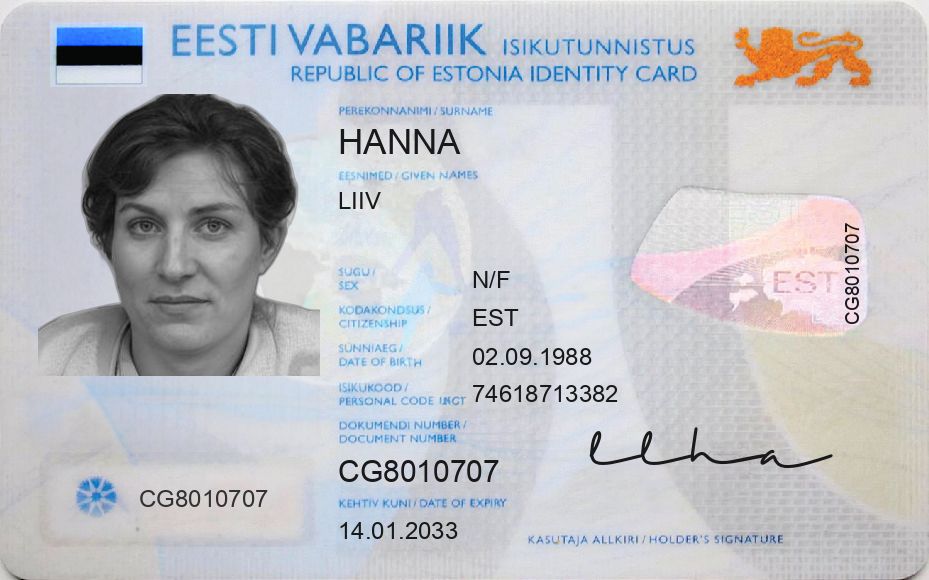 EESTI VABARIIK ISIKUTUNNISTUS
REPUBLIC OF ESTONIA IDENTITY CARD
PEREKONNANIMI / SURNAME
HANNA
EESNIMED / GIVEN NAMES
LIIV
SUGU /
SEX
N/F
KODAKONDSUS /
CITIZENSHIP
EST
SÜNNIAEG /
DATE OF BIRTH
02.09.1988
ISIKUKOOD /
PERSONAL CODE
74618713382
DOKUMENDI NUMBER /
DOCUMENT NUMBER
CG8010707
KEHTIV KUNI / DATE OF EXPIRY
14.01.2033
CG8010707
EST
CG8010707
KASUTAJA ALLKIRI / HOLDER'S SIGNATURE